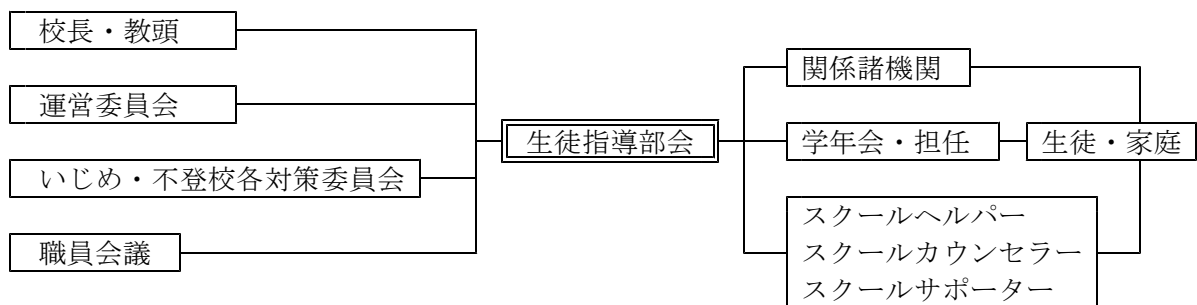 校長・教頭
運営委員会
いじめ・不登校各対策委員会
職員会議
生徒指導部会
関係諸機関
学年会・担任
生徒・家庭
スクールヘルパー
スクールカウンセラー
スクールサポーター